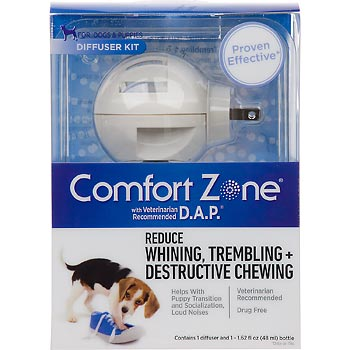 FOR DOGS & PUPPIES
DIFFUSER KIT
Proven
Effective*
Comfort Zone®
with Veterinarian
Recommended D.A.P.®
REDUCE
WHINING, TREMBLING +
DESTRUCTIVE CHEWING
Helps With
Puppy Transition
and Socialization,
Loud Noises
Veterinarian
Recommended
Drug Free
Contains 1 diffuser and 1 - 1.62 fl oz (48 ml) bottle